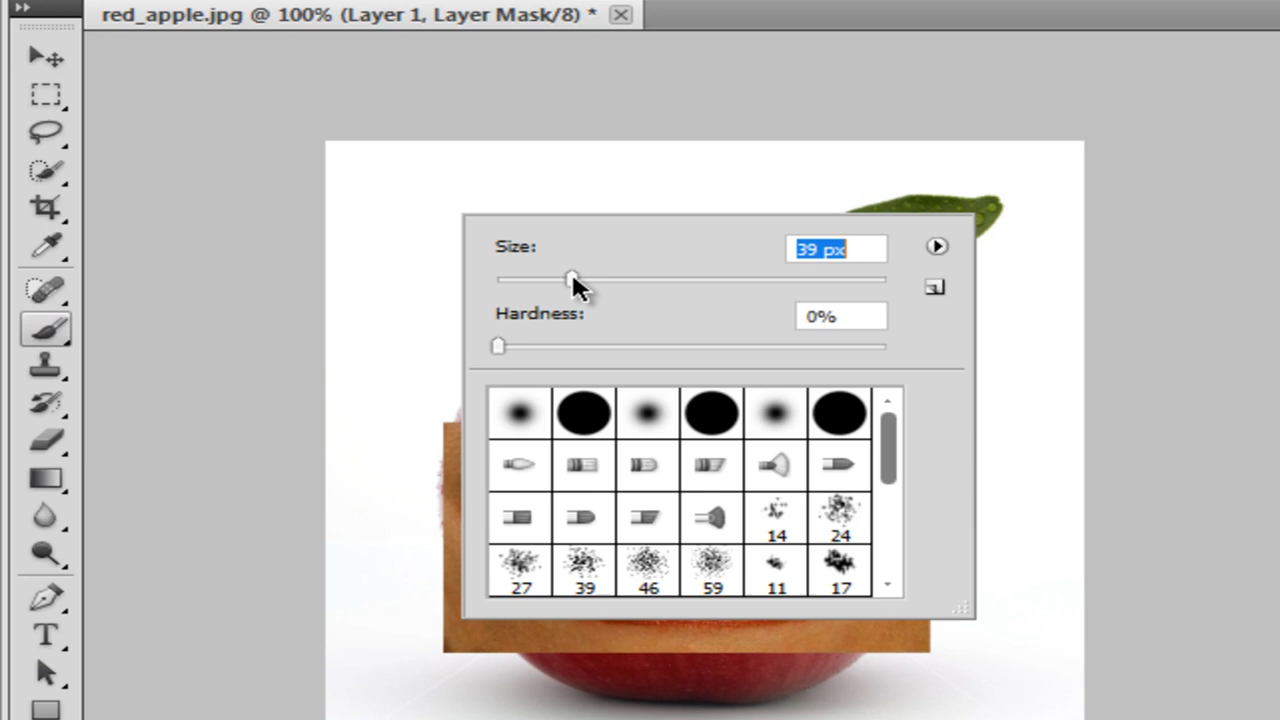 red_apple.jpg @ 100% (Layer 1, Layer Mask/8) *
Size:
39 px
Hardness:
0%
14 24
27 39 46 59 11 17
T